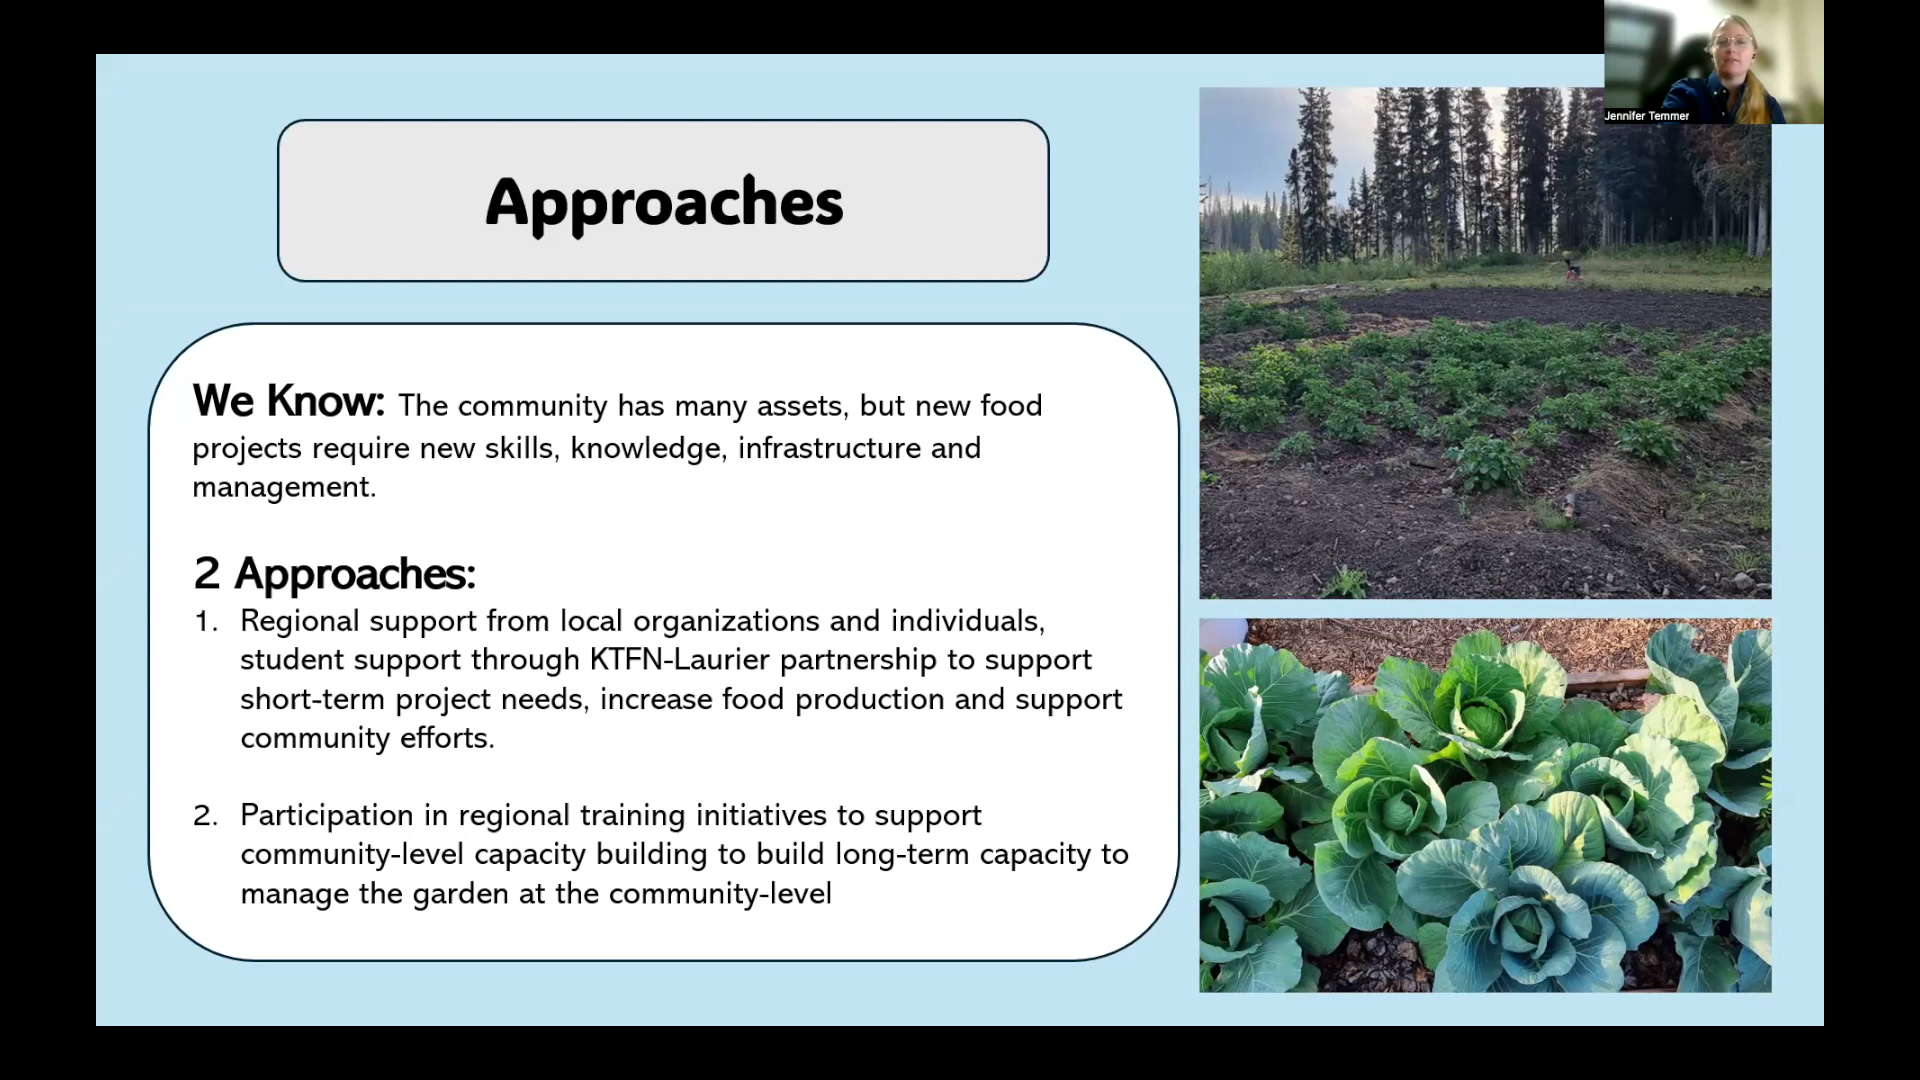 Jennifer Temmer
Approaches
We Know: The community has many assets, but new food
projects require new skills, knowledge, infrastructure and
management.
2 Approaches:
1. Regional support from local organizations and individuals,
student support through KTFN-Laurier partnership to support
short-term project needs, increase food production and support
community efforts.
2. Participation in regional training initiatives to support
community-level capacity building to build long-term capacity to
manage the garden at the community-level